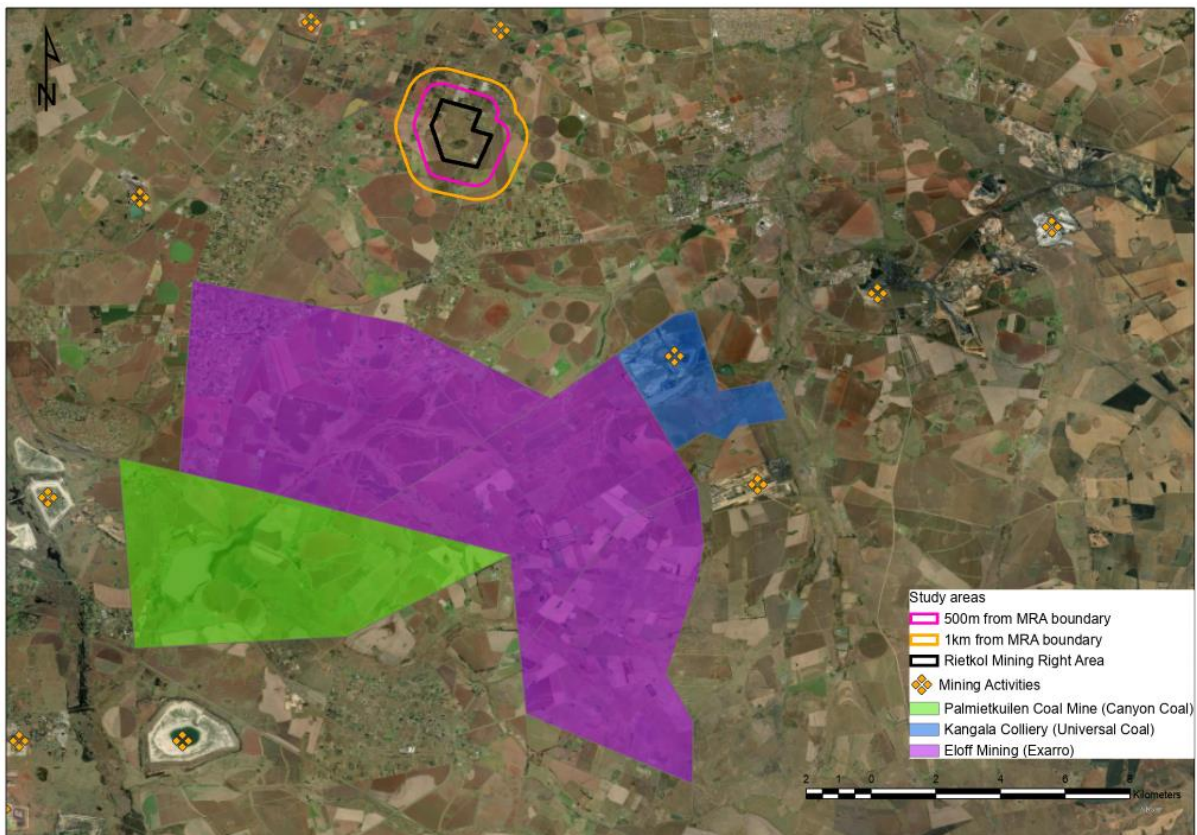 N
Study areas
500m from MRA boundary
1km from MRA boundary
Rietkol Mining Right Area
Mining Activities
Palmietkuilen Coal Mine (Canyon Coal)
Kangala Colliery (Universal Coal)
Eloff Mining (Exarro)
2 1 0 2 4 6 8
Kilometers